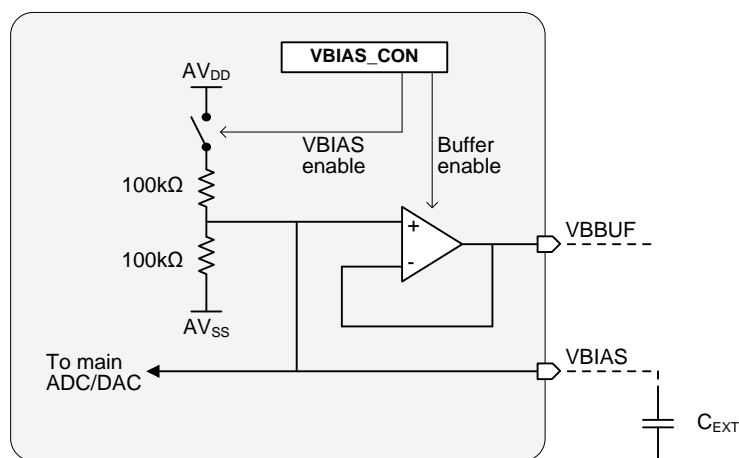 VBIAS_CON
AVDD
VBIAS
enable
Buffer
enable
100kΩ
+
100kΩ
-
VBBUF
AVSS
To main
ADC/DAC
VBIAS
CEXT